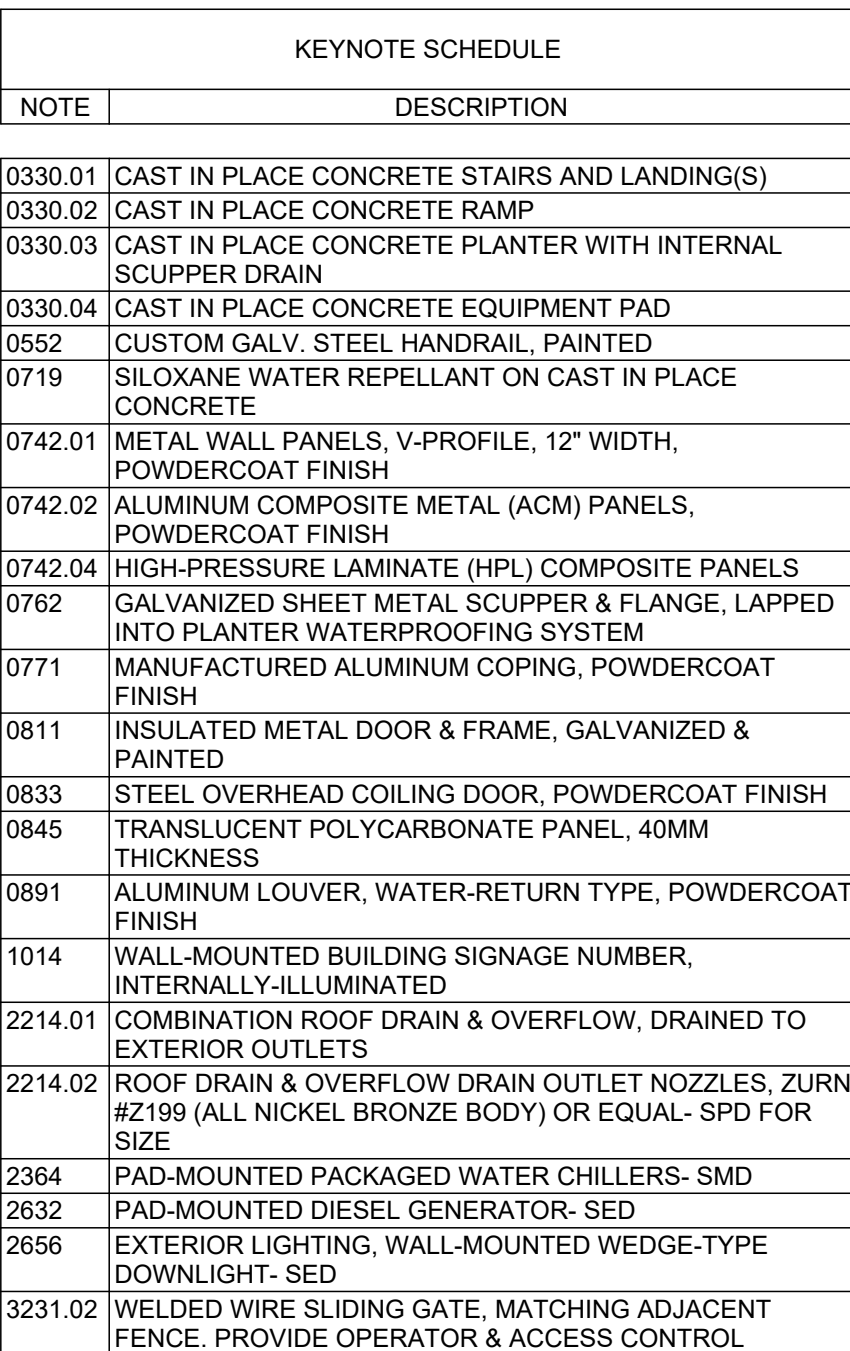 KEYNOTE SCHEDULE
NOTE DESCRIPTION
0330.01 CAST IN PLACE CONCRETE STAIRS AND LANDING(S)
0330.02 CAST IN PLACE CONCRETE RAMP
0330.03 CAST IN PLACE CONCRETE PLANTER WITH INTERNAL
SCUPPER DRAIN
0330.04 CAST IN PLACE CONCRETE EQUIPMENT PAD
0552 CUSTOM GALV. STEEL HANDRAIL, PAINTED
0719 SILOXANE WATER REPELLANT ON CAST IN PLACE
CONCRETE
0742.01 METAL WALL PANELS, V-PROFILE, 12" WIDTH,
POWDERCOAT FINISH
0742.02 ALUMINUM COMPOSITE METAL (ACM) PANELS,
POWDERCOAT FINISH
0742.04 HIGH-PRESSURE LAMINATE (HPL) COMPOSITE PANELS
0762 GALVANIZED SHEET METAL SCUPPER & FLANGE, LAPPED
INTO PLANTER WATERPROOFING SYSTEM
0771 MANUFACTURED ALUMINUM COPING, POWDERCOAT
FINISH
0811 INSULATED METAL DOOR & FRAME, GALVANIZED &
PAINTED
0833 STEEL OVERHEAD COILING DOOR, POWDERCOAT FINISH
0845 TRANSLUCENT POLYCARBONATE PANEL, 40MM
THICKNESS
0891 ALUMINUM LOUVER, WATER-RETURN TYPE, POWDERCOAT
FINISH
1014 WALL-MOUNTED BUILDING SIGNAGE NUMBER,
INTERNALLY-ILLUMINATED
2214.01 COMBINATION ROOF DRAIN & OVERFLOW, DRAINED TO
EXTERIOR OUTLETS
2214.02 ROOF DRAIN & OVERFLOW DRAIN OUTLET NOZZLES, ZURN
#Z199 (ALL NICKEL BRONZE BODY) OR EQUAL- SPD FOR
SIZE
2364 PAD-MOUNTED PACKAGED WATER CHILLERS- SMD
2632 PAD-MOUNTED DIESEL GENERATOR- SED
2656 EXTERIOR LIGHTING, WALL-MOUNTED WEDGE-TYPE
DOWNLIGHT- SED
3231.02 WELDED WIRE SLIDING GATE, MATCHING ADJACENT
FENCE. PROVIDE OPERATOR & ACCESS CONTROL